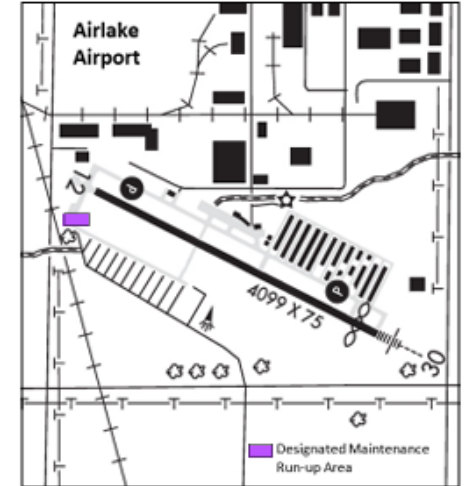 Airlake
Airport
12
P
P
4099 X 75
30
Designated Maintenance
Run-up Area